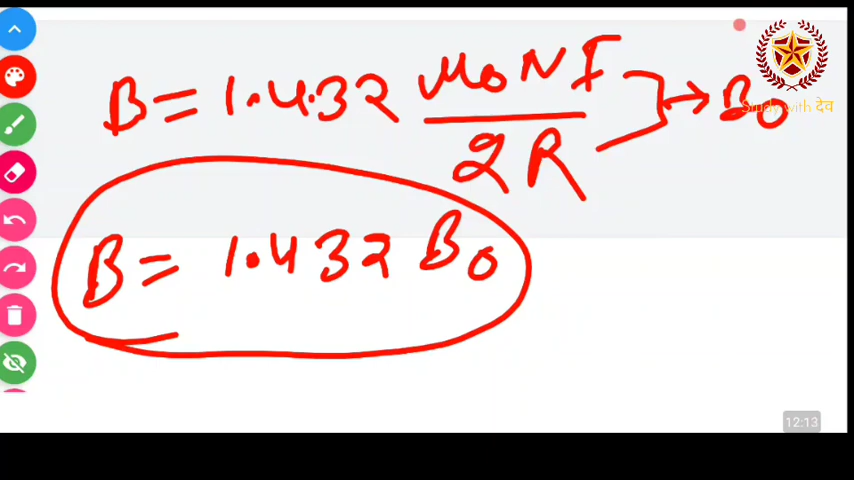 B = 1.432 μ₀NI / 2R → B₀
Study with देव
B = 1.432 B₀
12:13